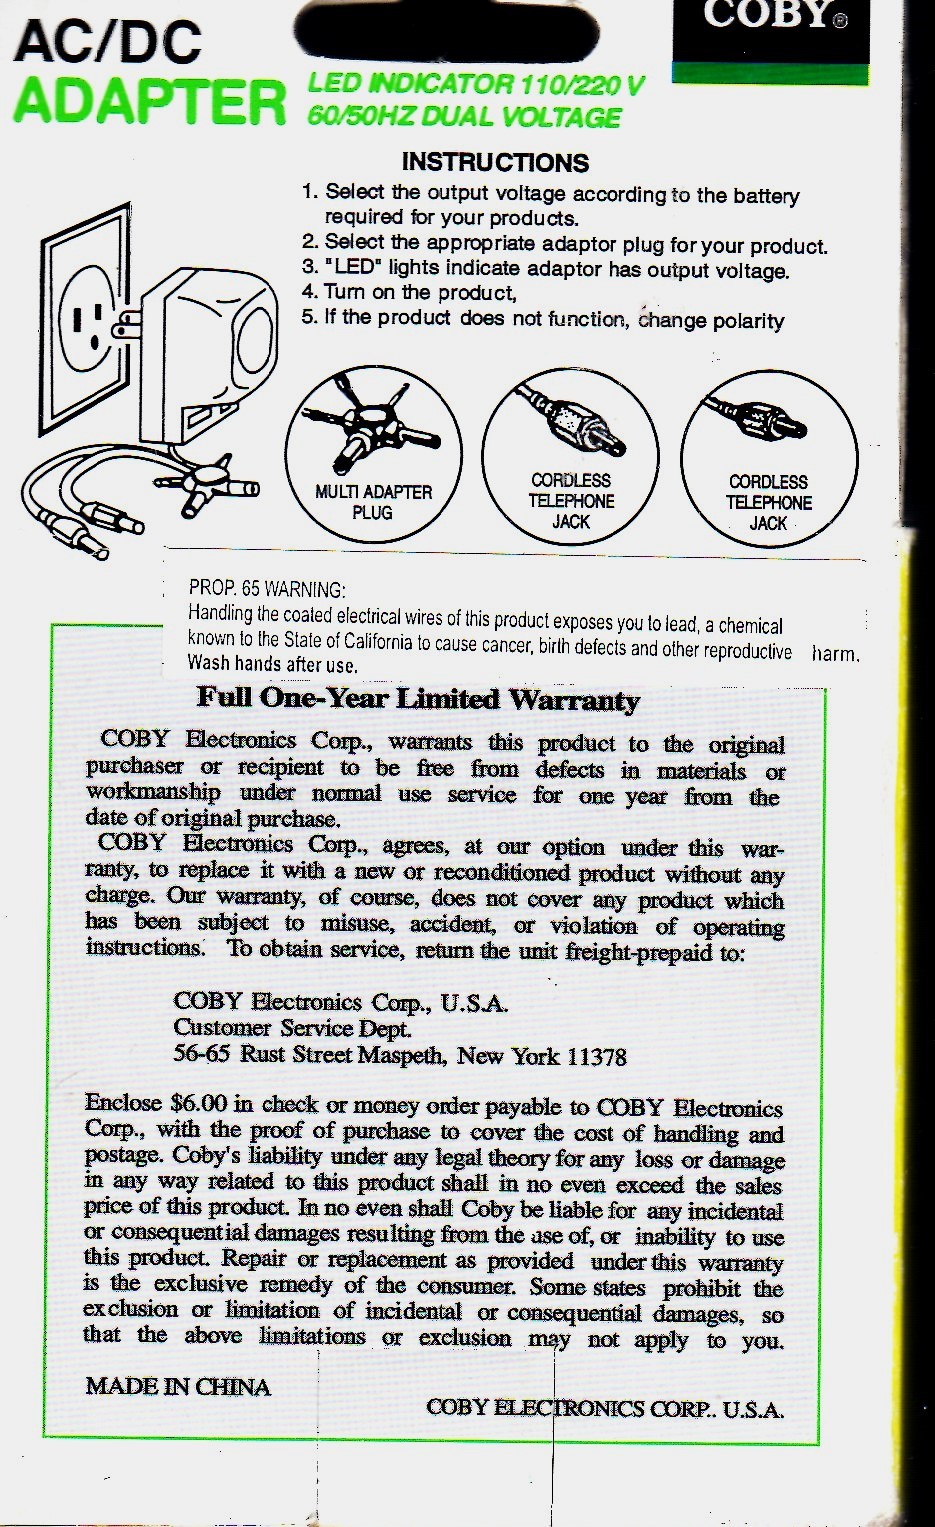 COBY®
AC/DC
ADAPTER
LED INDICATOR 110/220 V
60/50HZ DUAL VOLTAGE
INSTRUCTIONS
1. Select the output voltage according to the battery
required for your products.
2. Select the appropriate adaptor plug for your product.
3. "LED" lights indicate adaptor has output voltage.
4. Turn on the product,
5. If the product does not function, change polarity
MULTI ADAPTER
PLUG
CORDLESS
TELEPHONE
JACK
CORDLESS
TELEPHONE
JACK
PROP. 65 WARNING:
Handling the coated electrical wires of this product exposes you to lead, a chemical
known to the State of California to cause cancer, birth defects and other reproductive harm.
Wash hands after use.
Full One-Year Limited Warranty
COBY Electronics Corp., warrants this product to the original
purchaser or recipient to be free from defects in materials or
workmanship under normal use service for one year from the
date of original purchase.
COBY Electronics Corp., agrees, at our option under this war-
ranty, to replace it with a new or reconditioned product without any
charge. Our warranty, of course, does not cover any product which
has been subject to misuse, accident, or violation of operating
instructions. To obtain service, return the unit freight-prepaid to:
COBY Electronics Corp., U.S.A.
Customer Service Dept.
56-65 Rust Street Maspeth, New York 11378
Enclose $6.00 in check or money order payable to COBY Electronics
Corp., with the proof of purchase to cover the cost of handling and
postage. Coby's liability under any legal theory for any loss or damage
in any way related to this product shall in no even exceed the sales
price of this product. In no even shall Coby be liable for any incidental
or consequential damages resulting from the use of, or inability to use
this product. Repair or replacement as provided under this warranty
is the exclusive remedy of the consumer. Some states prohibit the
exclusion or limitation of incidental or consequential damages, so
that the above limitations or exclusion may not apply to you.
MADE IN CHINA
COBY ELECTRONICS CORP.. U.S.A.